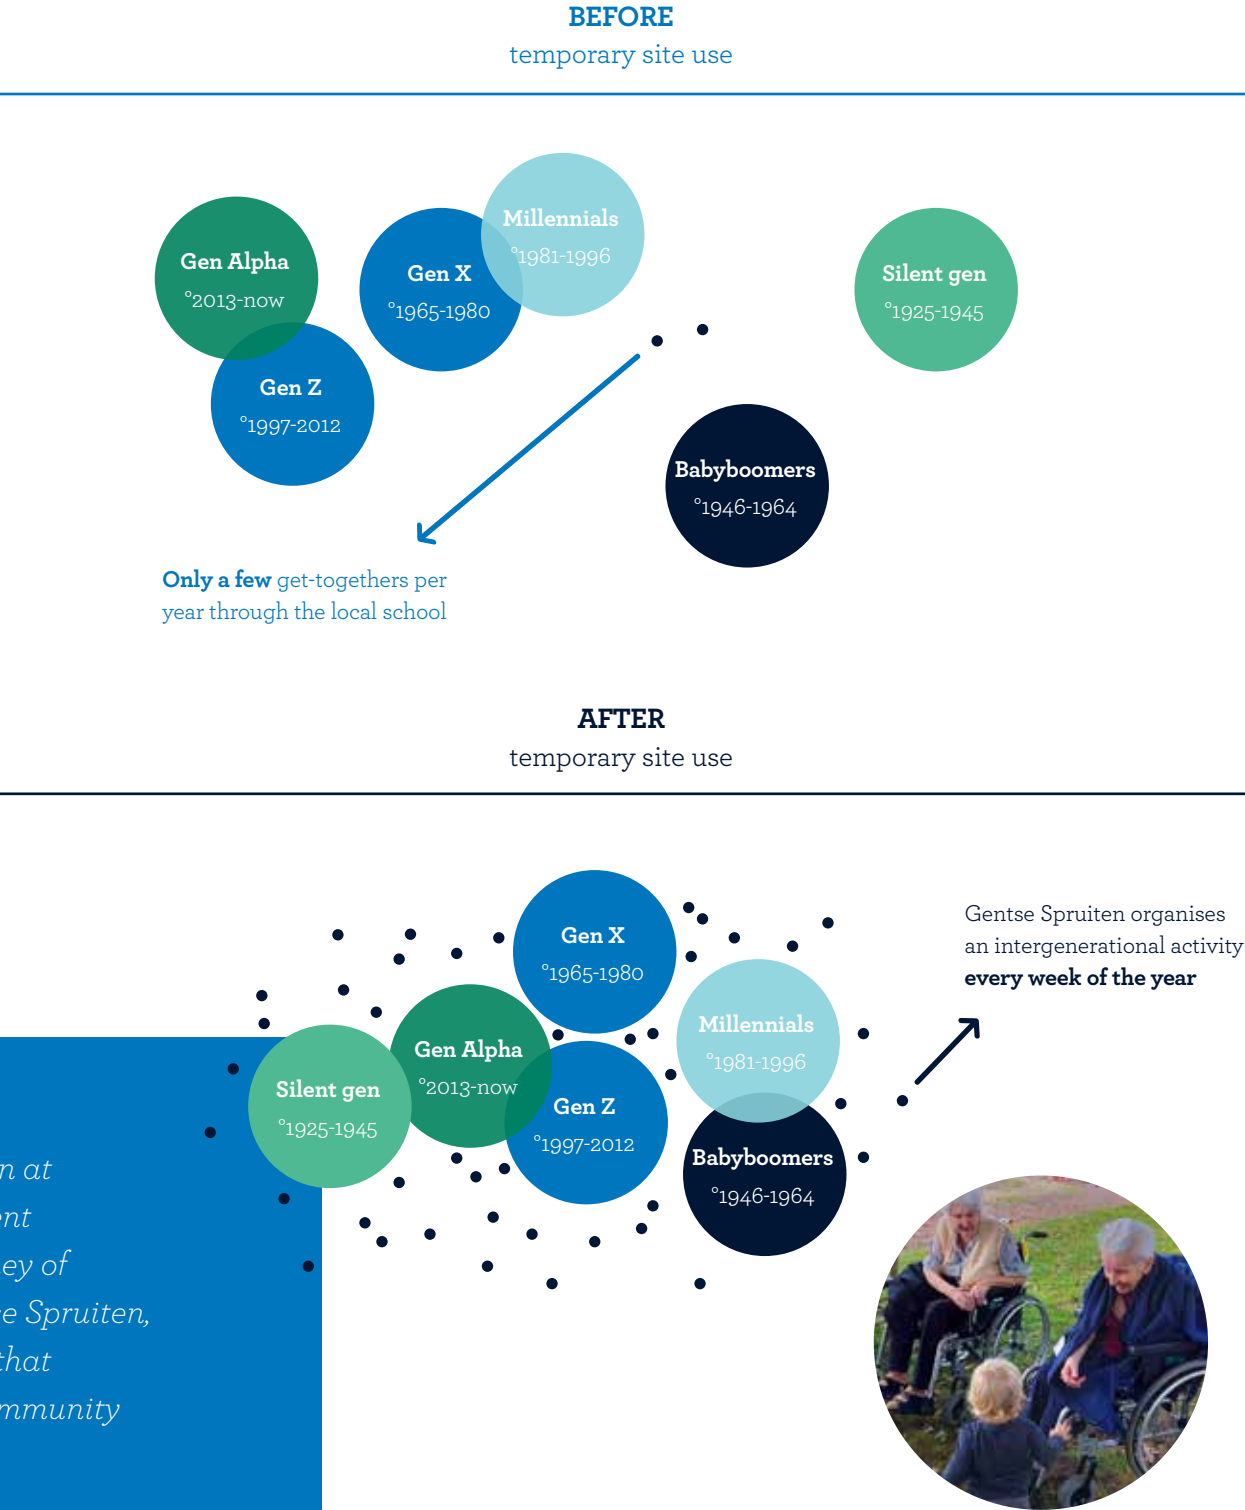 BEFORE
temporary site use
Millennials
°1981-1996
Gen Alpha
°2013-now
Gen X
°1965-1980
Silent gen
°1925-1945
Gen Z
°1997-2012
Babyboomers
°1946-1964
Only a few get-togethers per
year through the local school
AFTER
temporary site use
Gen X
°1965-1980
Gentse Spruiten organises
an intergenerational activity
every week of the year
Millennials
°1981-1996
Gen Alpha
°2013-now
Silent gen
°1925-1945
Gen Z
°1997-2012
Babyboomers
°1946-1964
n at
ent
ey of
e Spruiten,
that
mmunity